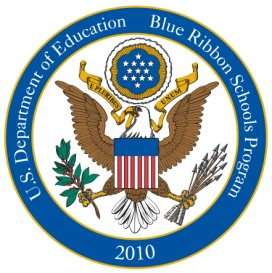 U.S. Department of Education Blue Ribbon Schools Program
E PLURIBUS UNUM
2010